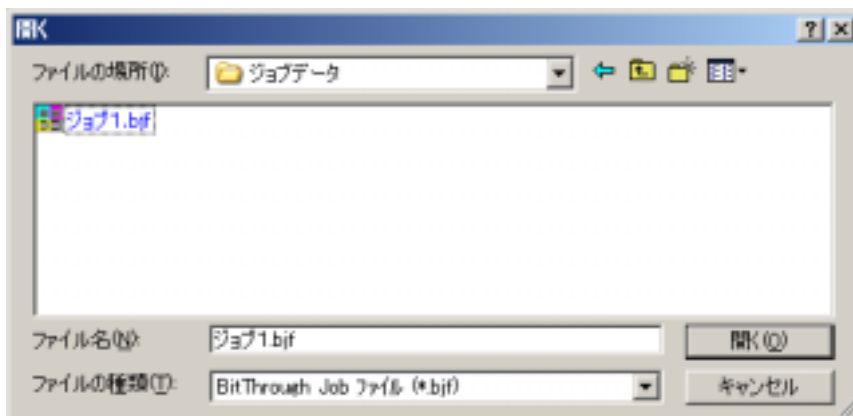 開く
ファイルの場所(I): ジョブデータ
ジョブ1.bjf
ファイル名(N): ジョブ1.bjf 開く(O)
ファイルの種類(T): BitThrough Job ファイル (*.bjf) キャンセル